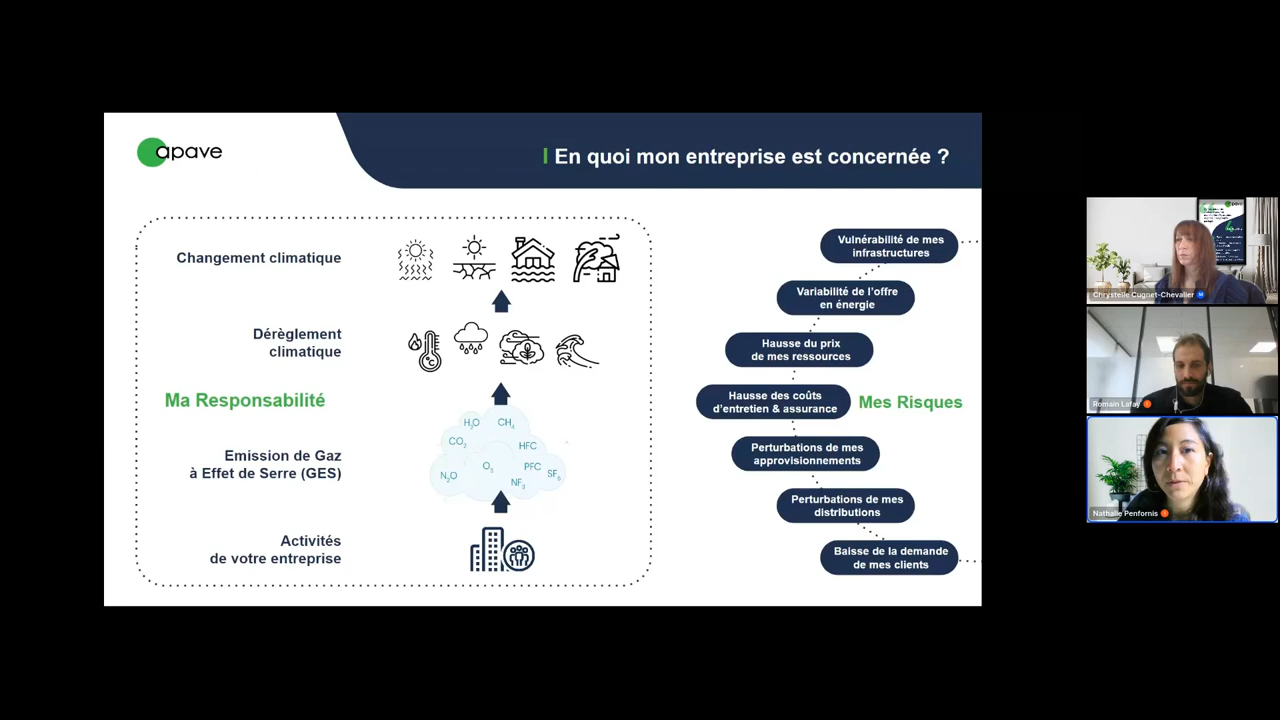 apave
I En quoi mon entreprise est concernée ?
Changement climatique
Dérèglement
climatique
Ma Responsabilité
Emission de Gaz
à Effet de Serre (GES)
Activités
de votre entreprise
H2O
CH4
CO2
HFC
O3
PFC
N2O
SF6
NF3
Vulnérabilité de mes
infrastructures
Variabilité de l'offre
en énergie
Hausse du prix
de mes ressources
Hausse des coûts
d'entretien & assurance
Mes Risques
Perturbations de mes
approvisionnements
Perturbations de mes
distributions
Baisse de la demande
de mes clients
Chrystelle Cugnet-Chevalier
Romain Lafay
Nathalie Penfornis